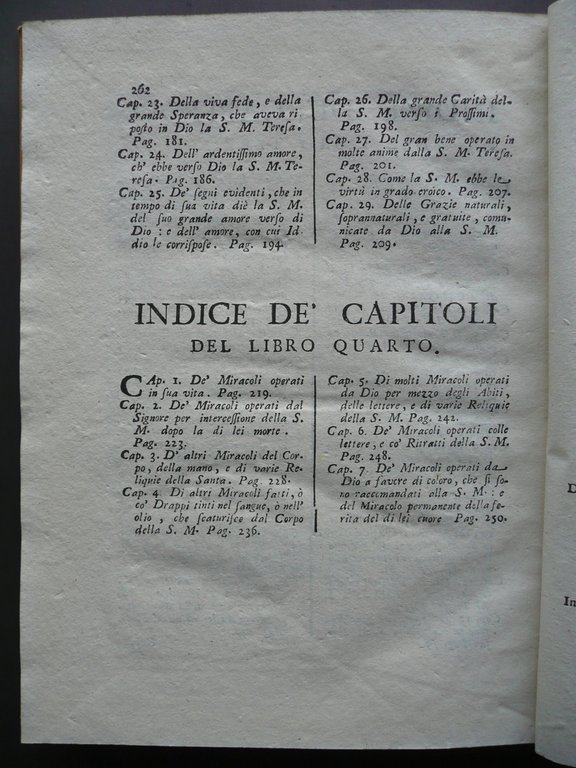 262
Cap. 23. Della viva fede, e della
grande Speranza, che aveva ri
posto in Dio la S. M. Teresa.
Pag. 181.
Cap. 24. Dell' ardentissimo amore,
ch' ebbe verso Dio la S. M. Te-
resa. Pag. 186.
Cap. 25. De' segni evidenti, che in
tempo di sua vita diè la S. M.
del suo grande amore verso di
Dio: e dell' amore, con cui Id
dio le corrispose. Pag. 194.
Cap. 26. Della grande Carità del-
la S. M. verso i Prossimi.
Pag. 198.
Cap. 27. Del gran bene operato in
molte anime dalla S. M. Teresa.
Pag. 201.
Cap. 28. Come la S. M. ebbe le
virtù in grado eroico. Pag. 207.
Cap. 29. Delle Grazie naturali,
soprannaturali, e gratuite, comu-
nicate da Dio alla S. M.
Pag. 209.
INDICE DE' CAPITOLI
DEL LIBRO QUARTO.
CAp. 1. De' Miracoli operati
in sua vita. Pag. 219.
Cap. 2. De' Miracoli operati dal
Signore per intercessione della S.
M. dopo la di lei morte.
Pag. 223.
Cap. 3. D' altri Miracoli del Cor-
po, della mano, e di varie Re-
liquie della Santa. Pag. 228.
Cap. 4. Di altri Miracoli fatti, ò
co' Drappi tinti nel sangue, ò nell'
olio, che scaturisce dal Corpo
della S. M. Pag. 236.
Cap. 5. Di molti Miracoli operati
da Dio per mezzo degli Abiti,
delle lettere, e di varie Reliquie
della S. M. Pag. 242.
Cap. 6. De' Miracoli operati colle
lettere, e co' Ritratti della S. M.
Pag. 248.
Cap. 7. De' Miracoli operati da
Dio a favore di coloro, che si so-
no raccomandati alla S. M.: e
del Miracolo permanente della fe-
rita del di lei cuore Pag. 250.
D
In